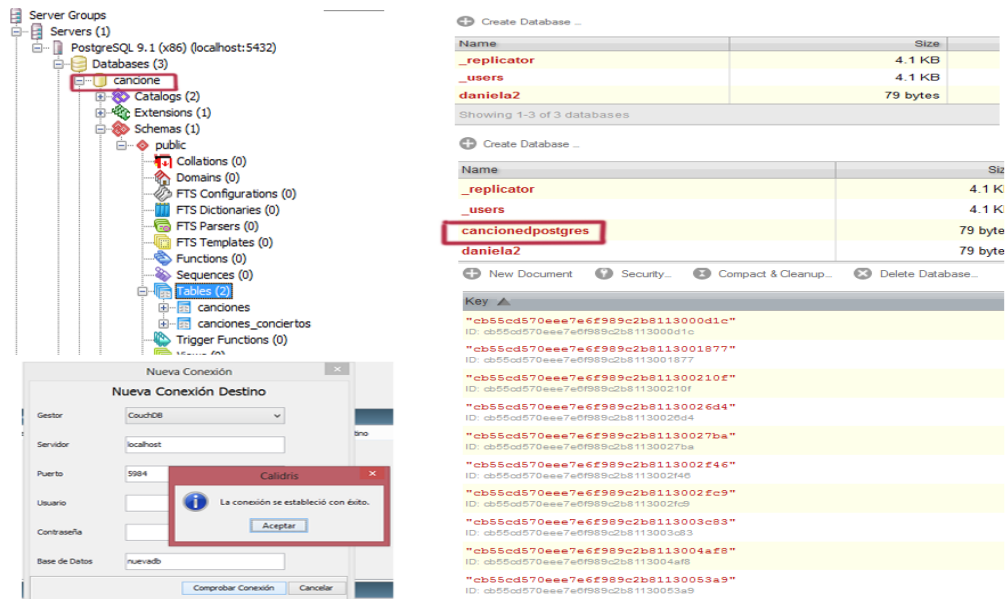 Server Groups
Servers (1)
PostgreSQL 9.1 (x86) (localhost:5432)
Databases (3)
cancione
Catalogs (2)
Extensions (1)
Schemas (1)
public
Collations (0)
Domains (0)
FTS Configurations (0)
FTS Dictionaries (0)
FTS Parsers (0)
FTS Templates (0)
Functions (0)
Sequences (0)
Tables (2)
canciones
canciones_conciertos
Trigger Functions (0)
Views (0)
Nueva Conexión
Nueva Conexión Destino
Gestor
CouchDB
Servidor
localhost
Puerto
5984
Usuario
Contraseña
Base de Datos
nuevadb
Comprobar Conexión
Cancelar
tino
Calidris
La conexión se estableció con éxito.
Aceptar
Create Database ...
Name Size
_replicator 4.1 KB
_users 4.1 KB
daniela2 79 bytes
Showing 1-3 of 3 databases
Create Database ...
Name Siz
_replicator 4.1 K
_users 4.1 K
cancionedpostgres 79 byte
daniela2 79 byte
New Document Security... Compact & Cleanup... Delete Database...
Key
"cb55cd570eee7e6f989c2b8113000d1c"
ID: cb55cd570eee7e6f989c2b8113000d1c
"cb55cd570eee7e6f989c2b8113001877"
ID: cb55cd570eee7e6f989c2b8113001877
"cb55cd570eee7e6f989c2b811300210f"
ID: cb55cd570eee7e6f989c2b811300210f
"cb55cd570eee7e6f989c2b81130026d4"
ID: cb55cd570eee7e6f989c2b81130026d4
"cb55cd570eee7e6f989c2b81130027ba"
ID: cb55cd570eee7e6f989c2b81130027ba
"cb55cd570eee7e6f989c2b8113002f46"
ID: cb55cd570eee7e6f989c2b8113002f46
"cb55cd570eee7e6f989c2b8113002fc9"
ID: cb55cd570eee7e6f989c2b8113002fc9
"cb55cd570eee7e6f989c2b8113003c83"
ID: cb55cd570eee7e6f989c2b8113003c83
"cb55cd570eee7e6f989c2b8113004af8"
ID: cb55cd570eee7e6f989c2b8113004af8
"cb55cd570eee7e6f989c2b81130053a9"
ID: cb55cd570eee7e6f989c2b81130053a9